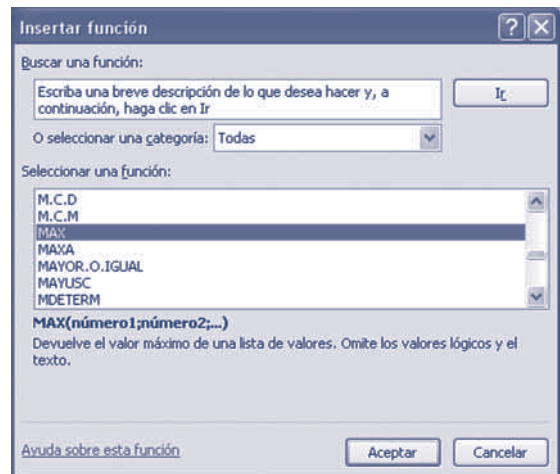 Insertar función
Buscar una función:
Escriba una breve descripción de lo que desea hacer y, a
continuación, haga clic en Ir
Ir
O seleccionar una categoría: Todas
Seleccionar una función:
M.C.D
M.C.M
MAX
MAXA
MAYOR.O.IGUAL
MAYUSC
MDETERM
MAX(número1;número2;...)
Devuelve el valor máximo de una lista de valores. Omite los valores lógicos y el
texto.
Ayuda sobre esta función
Aceptar
Cancelar